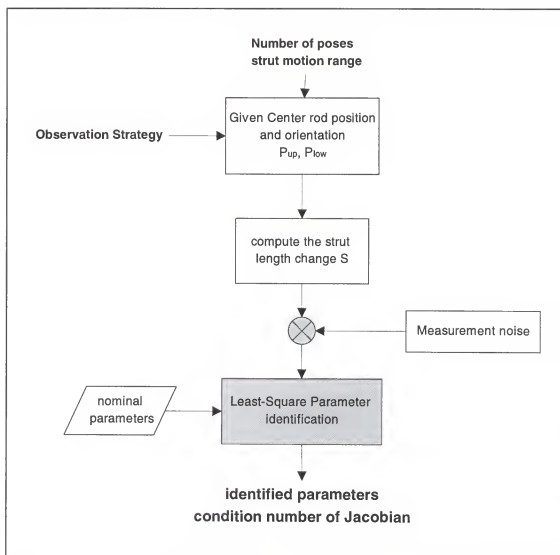 Number of poses
strut motion range
Given Center rod position
and orientation
Pup, Plow
Observation Strategy
compute the strut
length change S
Measurement noise
nominal
parameters
Least-Square Parameter
identification
identified parameters
condition number of Jacobian